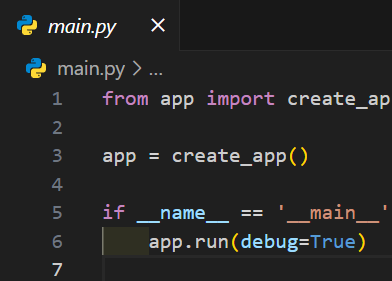 main.py ×
main.py > ...
1 from app import create_ap
2
3 app = create_app()
4
5 if __name__ == '__main__'
6     app.run(debug=True)
7